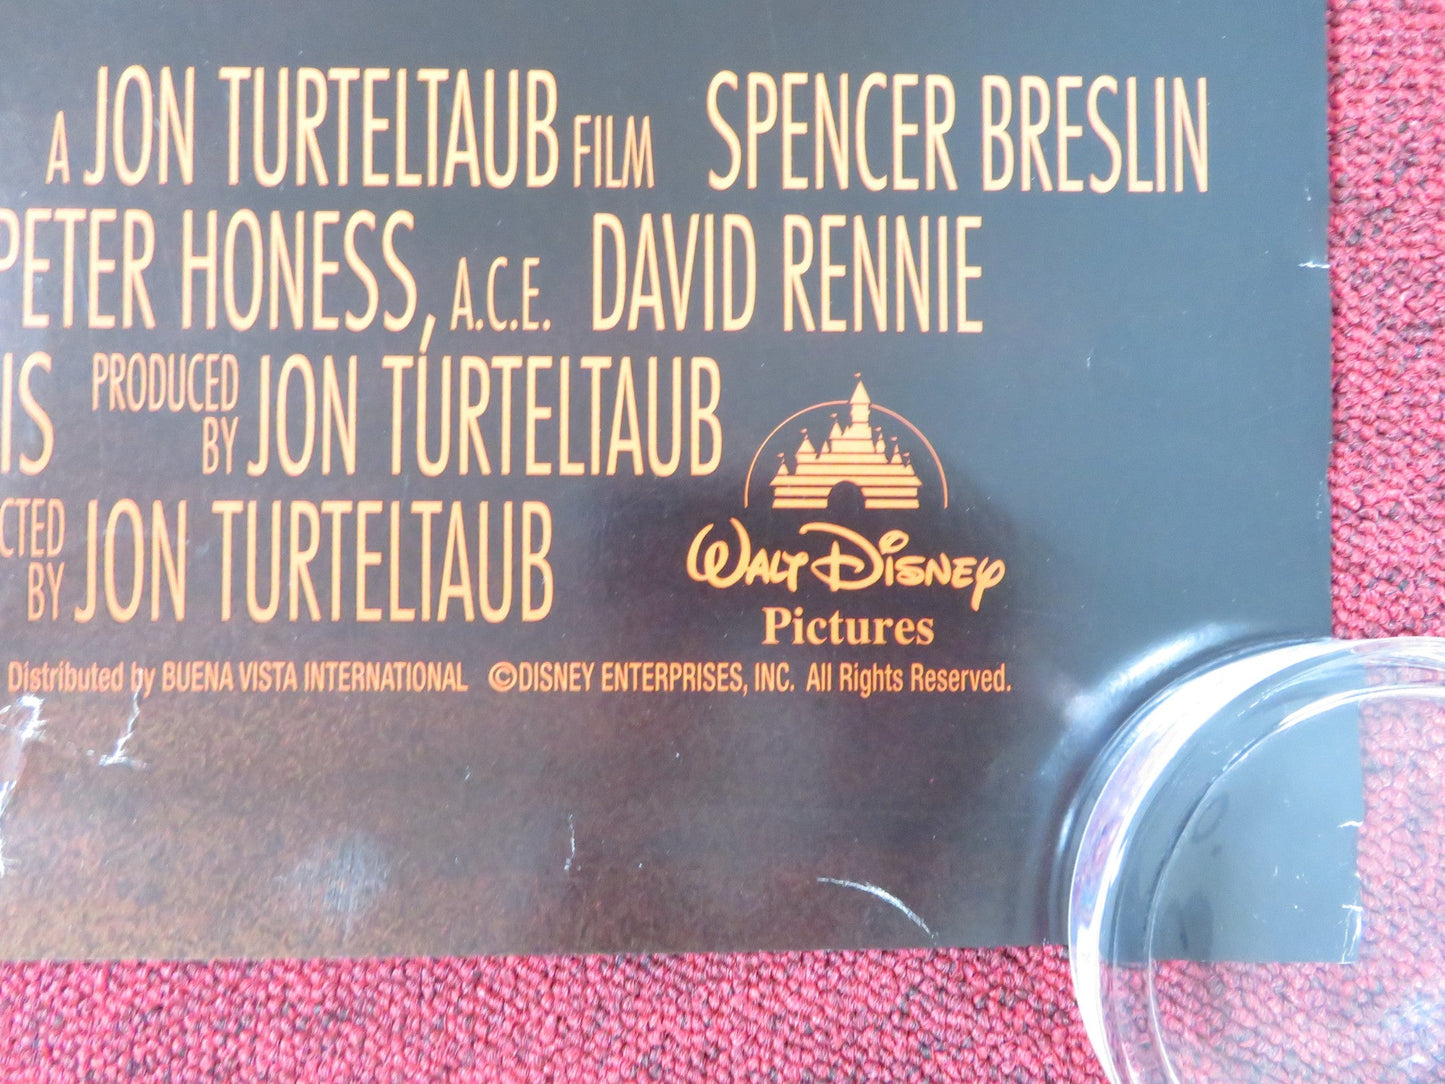 A JON TURTELTAUB FILM SPENCER BRESLIN
PETER HONESS, A.C.E. DAVID RENNIE
IS PRODUCED BY JON TURTELTAUB
CTED BY JON TURTELTAUB
WALT DISNEY
Pictures
Distributed by BUENA VISTA INTERNATIONAL ©DISNEY ENTERPRISES, INC. All Rights Reserved.